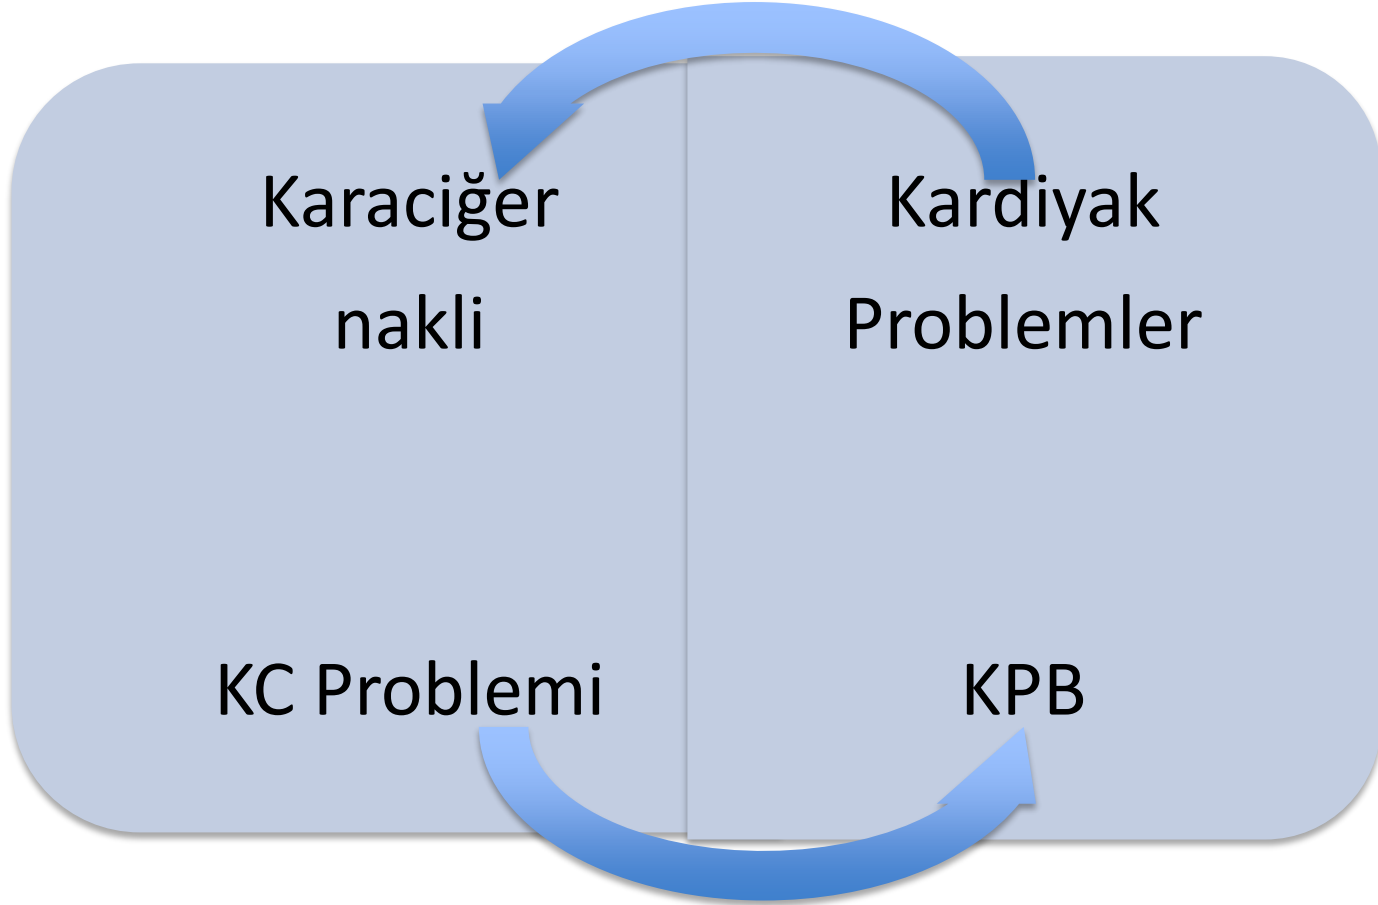 Karaciğer
nakli
KC Problemi
Kardiyak
Problemler
KPB